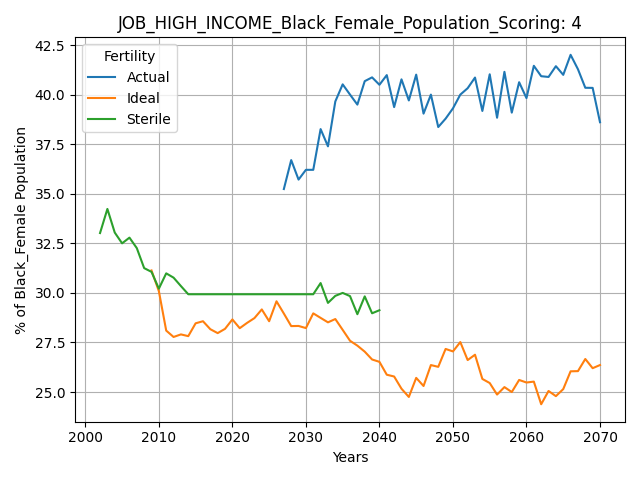 JOB_HIGH_INCOME_Black_Female_Population_Scoring: 4
Fertility
Actual
Ideal
Sterile
% of Black_Female Population
42.5
40.0
37.5
35.0
32.5
30.0
27.5
25.0
2000 2010 2020 2030 2040 2050 2060 2070
Years